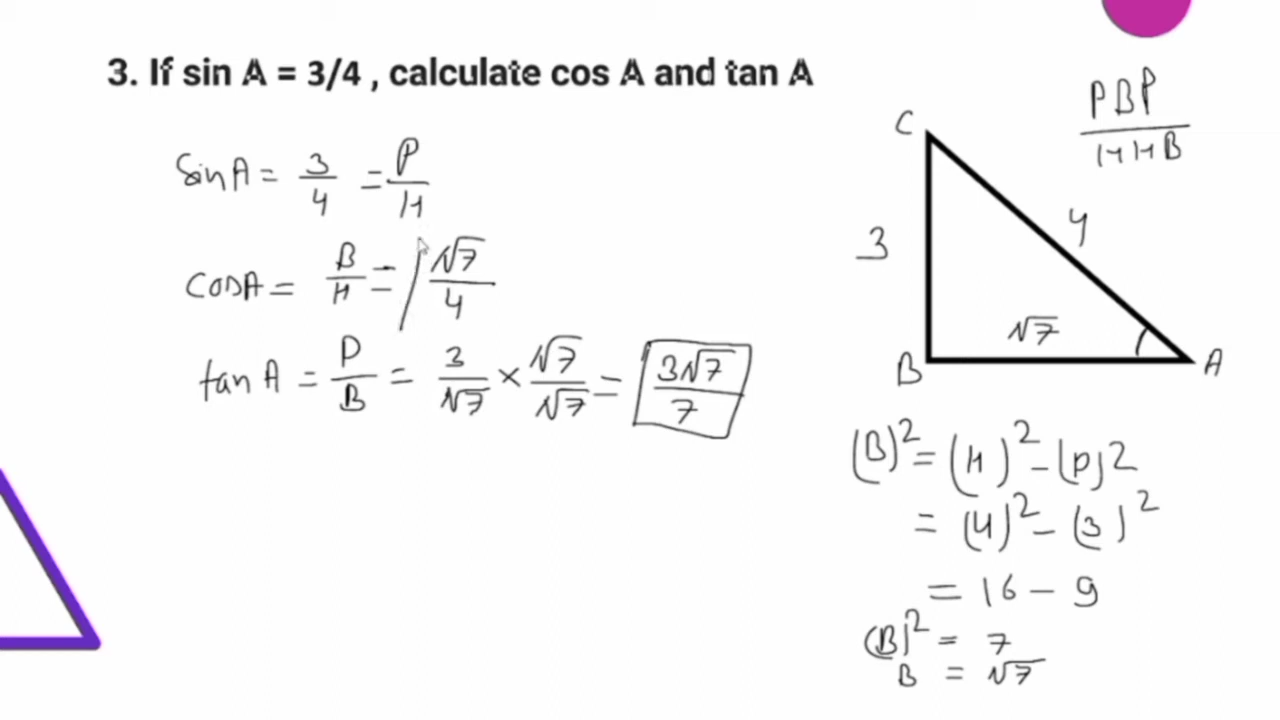 3. If sin A = 3/4 , calculate cos A and tan A
sin A = 3/4 = P/H
cos A = B/H = √7/4
tan A = P/B = 3/√7 × √7/√7 = 3√7/7
PBP
HHB
C
3
4
√7
B
A
(B)² = (H)² - (P)²
= (4)² - (3)²
= 16 - 9
(B)² = 7
B = √7